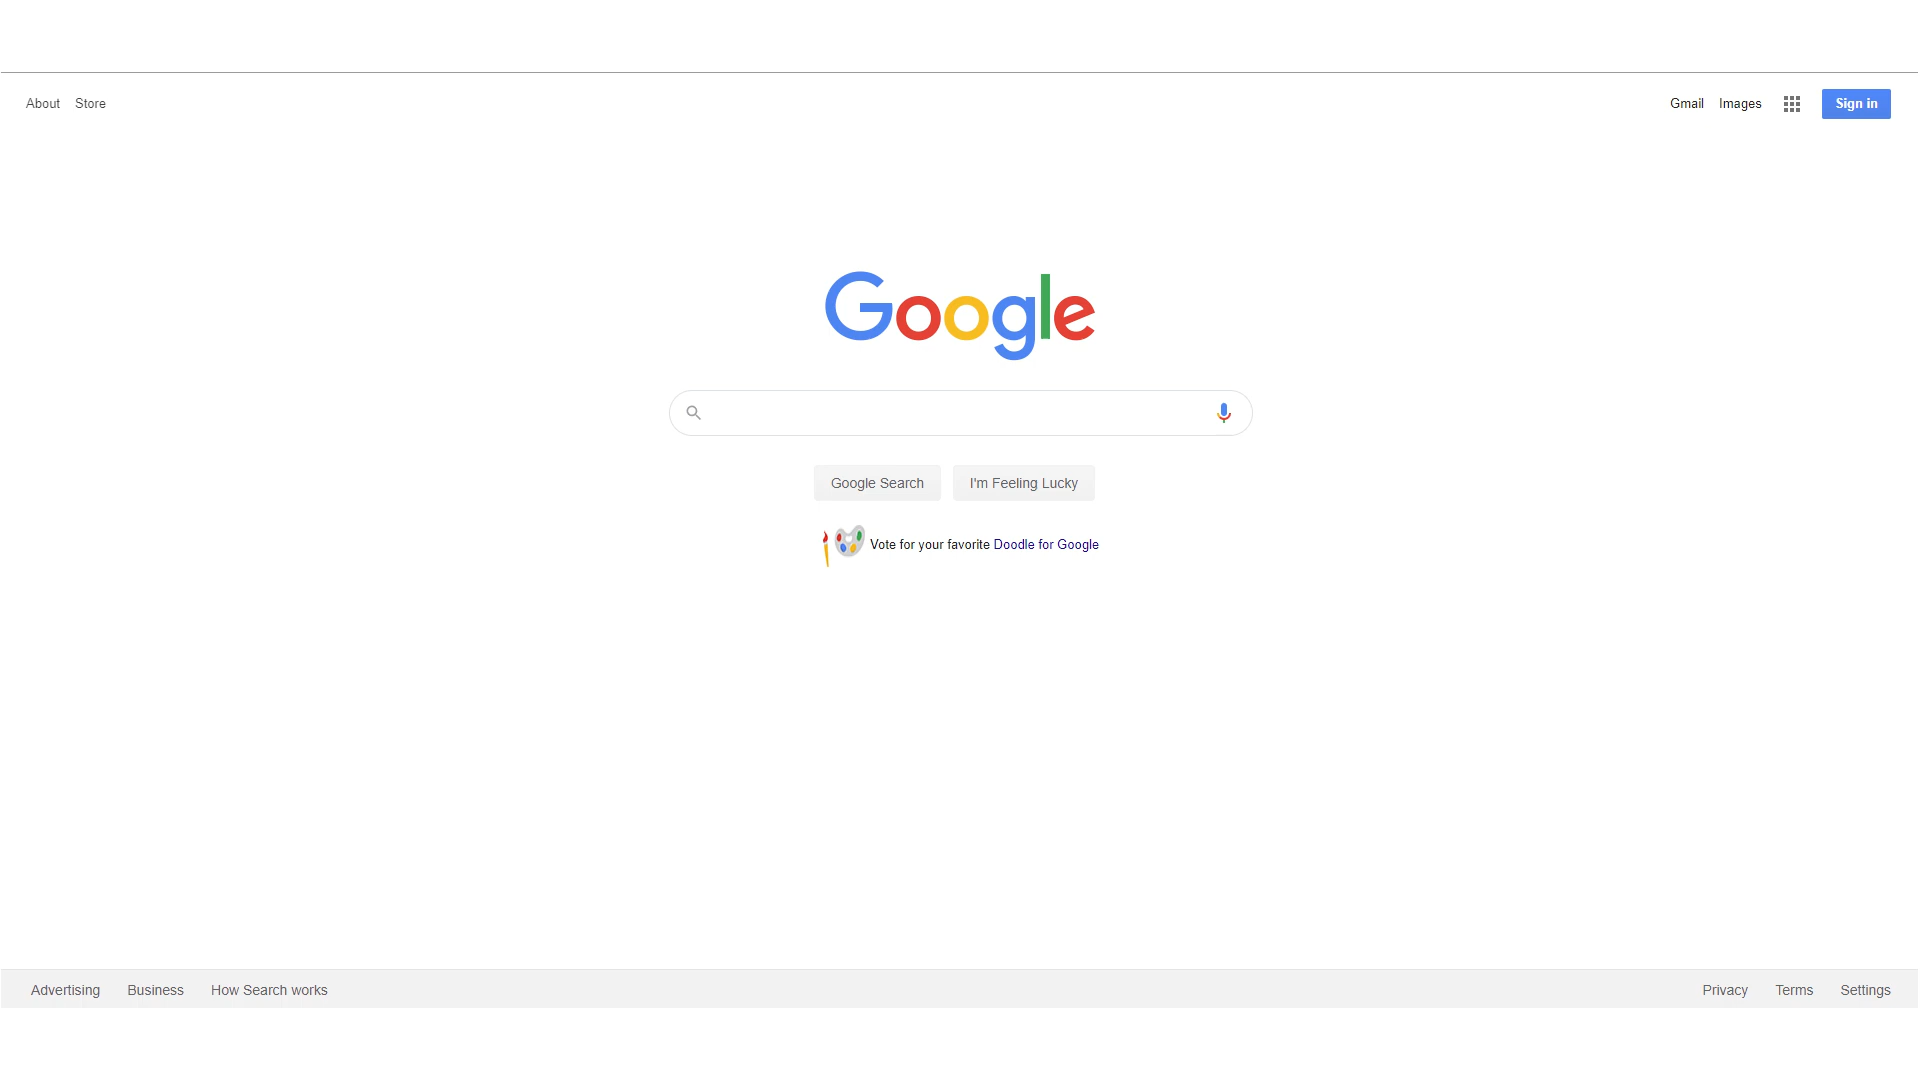 About Store Gmail Images Sign in
Google
Google Search I'm Feeling Lucky
Vote for your favorite Doodle for Google
Advertising Business How Search works Privacy Terms Settings